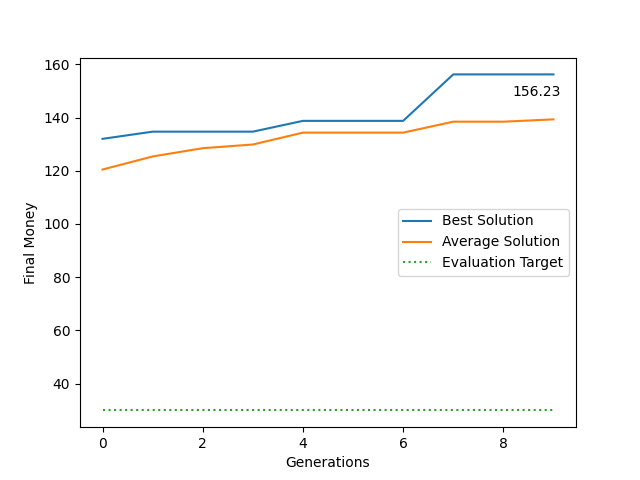 160
156.23
140
120
100
80
60
40
Final Money
Best Solution
Average Solution
Evaluation Target
0 2 4 6 8
Generations